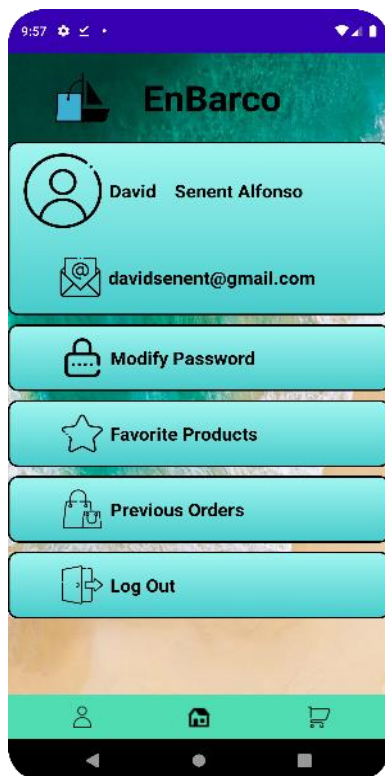 9:57
EnBarco
David Senent Alfonso
davidsenent@gmail.com
Modify Password
Favorite Products
Previous Orders
Log Out